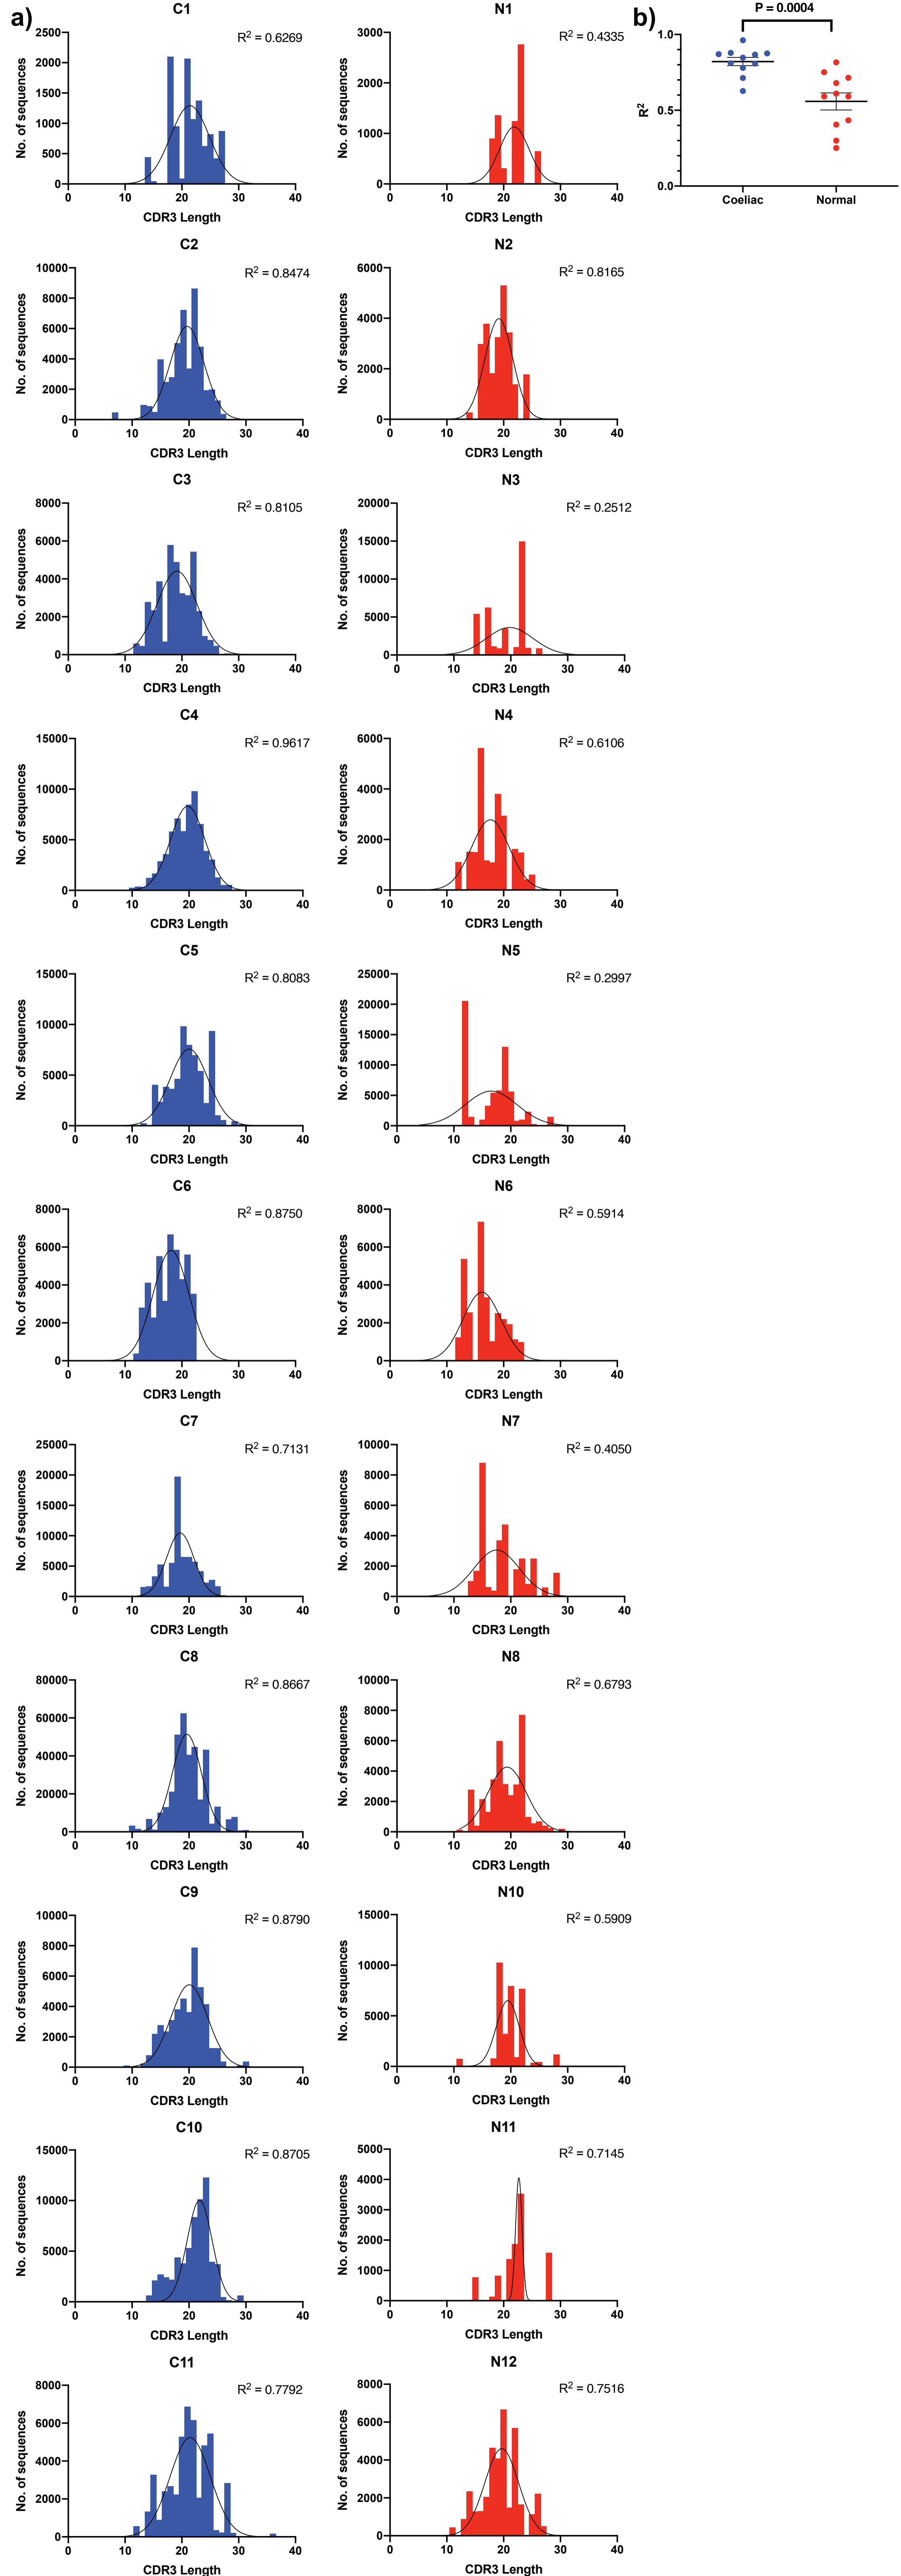 a)
C1
R² = 0.6269
No. of sequences
2500
2000
1500
1000
500
0
0 10 20 30 40
CDR3 Length
N1
R² = 0.4335
No. of sequences
3000
2000
1000
0
0 10 20 30 40
CDR3 Length
b)
P = 0.0004
R²
1.0
0.5
0.0
Coeliac Normal
C2
R² = 0.8474
No. of sequences
10000
8000
6000
4000
2000
0
0 10 20 30 40
CDR3 Length
N2
R² = 0.8165
No. of sequences
6000
4000
2000
0
0 10 20 30 40
CDR3 Length
C3
R² = 0.8105
No. of sequences
8000
6000
4000
2000
0
0 10 20 30 40
CDR3 Length
N3
R² = 0.2512
No. of sequences
20000
15000
10000
5000
0
0 10 20 30 40
CDR3 Length
C4
R² = 0.9617
No. of sequences
15000
10000
5000
0
0 10 20 30 40
CDR3 Length
N4
R² = 0.6106
No. of sequences
6000
4000
2000
0
0 10 20 30 40
CDR3 Length
C5
R² = 0.8083
No. of sequences
15000
10000
5000
0
0 10 20 30 40
CDR3 Length
N5
R² = 0.2997
No. of sequences
25000
20000
15000
10000
5000
0
0 10 20 30 40
CDR3 Length
C6
R² = 0.8750
No. of sequences
8000
6000
4000
2000
0
0 10 20 30 40
CDR3 Length
N6
R² = 0.5914
No. of sequences
8000
6000
4000
2000
0
0 10 20 30 40
CDR3 Length
C7
R² = 0.7131
No. of sequences
25000
20000
15000
10000
5000
0
0 10 20 30 40
CDR3 Length
N7
R² = 0.4050
No. of sequences
10000
8000
6000
4000
2000
0
0 10 20 30 40
CDR3 Length
C8
R² = 0.8667
No. of sequences
80000
60000
40000
20000
0
0 10 20 30 40
CDR3 Length
N8
R² = 0.6793
No. of sequences
10000
8000
6000
4000
2000
0
0 10 20 30 40
CDR3 Length
C9
R² = 0.8790
No. of sequences
10000
8000
6000
4000
2000
0
0 10 20 30 40
CDR3 Length
N10
R² = 0.5909
No. of sequences
15000
10000
5000
0
0 10 20 30 40
CDR3 Length
C10
R² = 0.8705
No. of sequences
15000
10000
5000
0
0 10 20 30 40
CDR3 Length
N11
R² = 0.7145
No. of sequences
5000
4000
3000
2000
1000
0
0 10 20 30 40
CDR3 Length
C11
R² = 0.7792
No. of sequences
8000
6000
4000
2000
0
0 10 20 30 40
CDR3 Length
N12
R² = 0.7516
No. of sequences
8000
6000
4000
2000
0
0 10 20 30 40
CDR3 Length